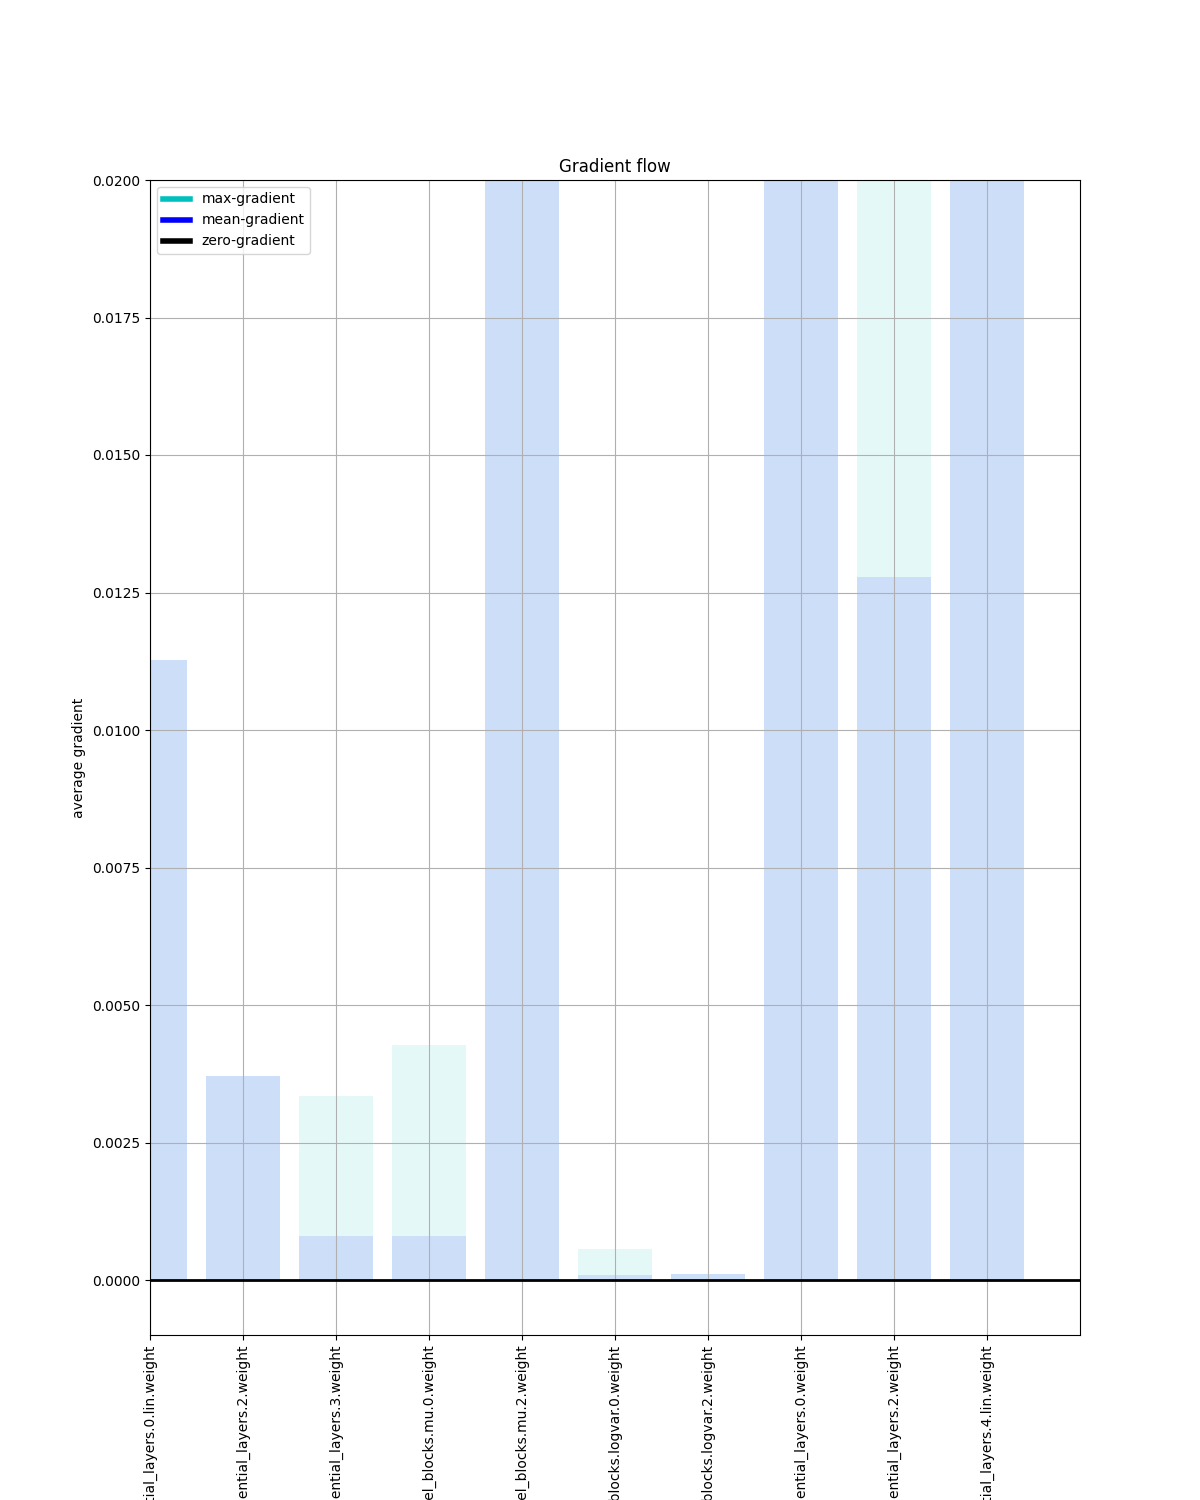 Gradient flow
max-gradient
mean-gradient
zero-gradient
0.0200
0.0175
0.0150
0.0125
0.0100
0.0075
0.0050
0.0025
0.0000
average gradient
tial_layers.0.lin.weight
ential_layers.2.weight
ential_layers.3.weight
el_blocks.mu.0.weight
el_blocks.mu.2.weight
blocks.logvar.0.weight
blocks.logvar.2.weight
ential_layers.0.weight
ential_layers.2.weight
tial_layers.4.lin.weight